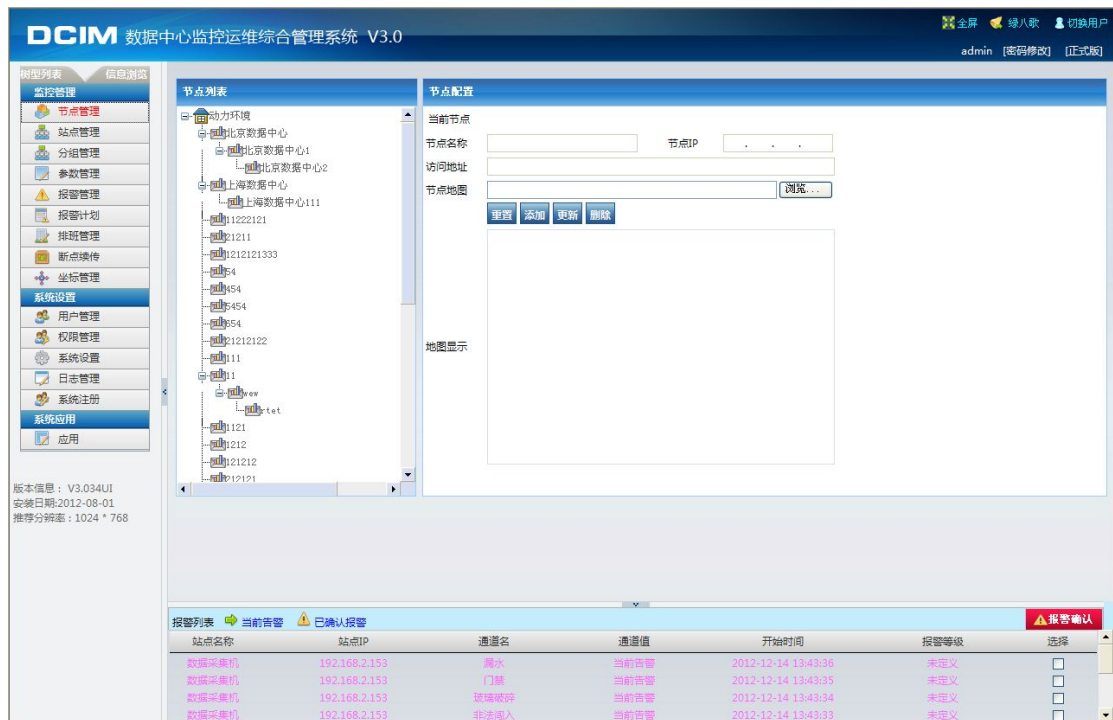 DCIM 数据中心监控运维综合管理系统 V3.0
全屏 绿八歌 切换用户
admin [密码修改] [正式版]
树型列表 信息浏览
监控管理
节点管理
站点管理
分组管理
参数管理
报警管理
报警计划
排班管理
断点续传
坐标管理
系统设置
用户管理
权限管理
系统设置
日志管理
系统注册
系统应用
应用
版本信息： V3.034UI
安装日期:2012-08-01
推荐分辨率：1024 * 768
节点列表
动力环境
北京数据中心
北京数据中心1
北京数据中心2
上海数据中心
上海数据中心111
11222121
21211
1212121333
54
454
5454
654
21212122
111
11
wew
rtet
1121
1212
121212
212121
节点配置
当前节点
节点名称 节点IP . . .
访问地址
节点地图 浏览...
重置 添加 更新 删除
地图显示
报警列表 当前告警 已确认报警 报警确认
站点名称 站点IP 通道名 通道值 开始时间 报警等级 选择
数据采集机 192.168.2.153 漏水 当前告警 2012-12-14 13:43:36 未定义
数据采集机 192.168.2.153 门禁 当前告警 2012-12-14 13:43:35 未定义
数据采集机 192.168.2.153 玻璃破碎 当前告警 2012-12-14 13:43:34 未定义
数据采集机 192.168.2.153 非法闯入 当前告警 2012-12-14 13:43:33 未定义